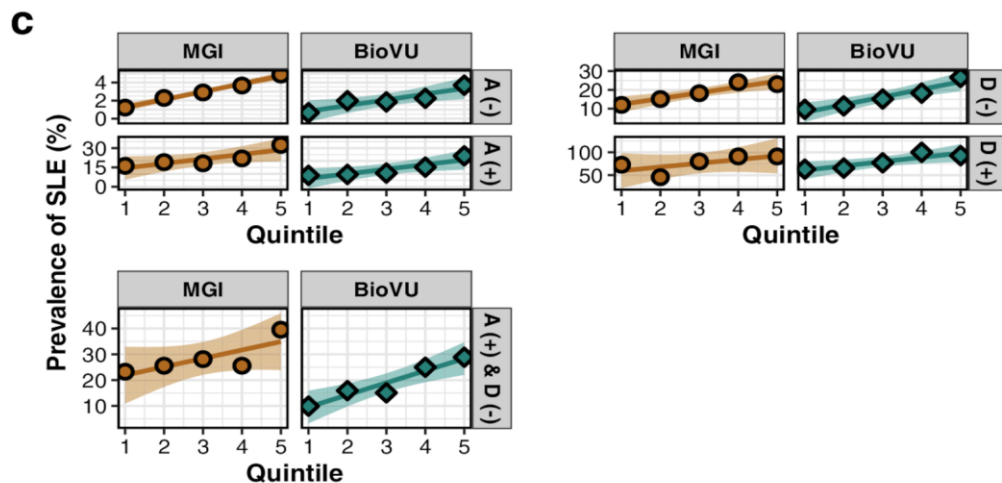 c
Prevalence of SLE (%)
MGI BioVU
4
2
0
A (-)
30
15
0
A (+)
1 2 3 4 5 1 2 3 4 5
Quintile
MGI BioVU
30
20
10
D (-)
100
50
D (+)
1 2 3 4 5 1 2 3 4 5
Quintile
MGI BioVU
40
30
20
10
A (+) & D (-)
1 2 3 4 5 1 2 3 4 5
Quintile